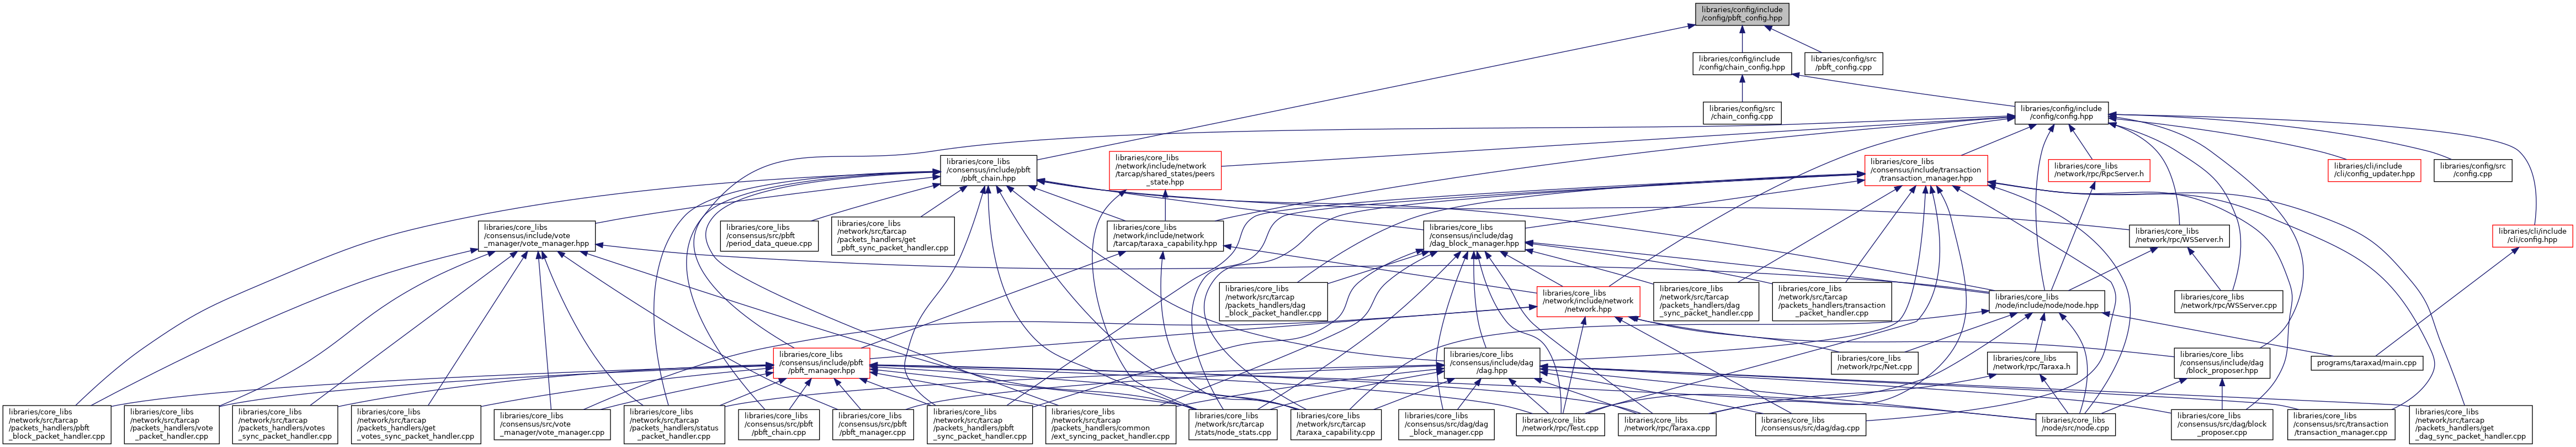 libraries/config/include
/config/pbft_config.hpp
libraries/config/include
/config/chain_config.hpp
libraries/config/src
/pbft_config.cpp
libraries/config/src
/chain_config.cpp
libraries/config/include
/config/config.hpp
libraries/core_libs
/consensus/include/pbft
/pbft_chain.hpp
libraries/core_libs
/network/include/network
/tarcap/shared_states/peers
_state.hpp
libraries/core_libs
/consensus/include/transaction
/transaction_manager.hpp
libraries/core_libs
/network/rpc/RpcServer.h
libraries/cli/include
/cli/config_updater.hpp
libraries/config/src
/config.cpp
libraries/core_libs
/consensus/include/vote
_manager/vote_manager.hpp
libraries/core_libs
/consensus/src/pbft
/period_data_queue.cpp
libraries/core_libs
/network/src/tarcap
/packets_handlers/get
_pbft_sync_packet_handler.cpp
libraries/core_libs
/network/include/network
/tarcap/taraxa_capability.hpp
libraries/core_libs
/consensus/include/dag
/dag_block_manager.hpp
libraries/core_libs
/network/rpc/WSServer.h
libraries/cli/include
/cli/config.hpp
libraries/core_libs
/network/src/tarcap
/packets_handlers/dag
_block_packet_handler.cpp
libraries/core_libs
/network/include/network
/network.hpp
libraries/core_libs
/network/src/tarcap
/packets_handlers/dag
_sync_packet_handler.cpp
libraries/core_libs
/network/src/tarcap
/packets_handlers/transaction
_packet_handler.cpp
libraries/core_libs
/node/include/node/node.hpp
libraries/core_libs
/network/rpc/WSServer.cpp
libraries/core_libs
/consensus/include/pbft
/pbft_manager.hpp
libraries/core_libs
/consensus/include/dag
/dag.hpp
libraries/core_libs
/network/rpc/Net.cpp
libraries/core_libs
/network/rpc/Taraxa.h
libraries/core_libs
/consensus/include/dag
/block_proposer.hpp
programs/taraxad/main.cpp
libraries/core_libs
/network/src/tarcap
/packets_handlers/pbft
_block_packet_handler.cpp
libraries/core_libs
/network/src/tarcap
/packets_handlers/vote
_packet_handler.cpp
libraries/core_libs
/network/src/tarcap
/packets_handlers/votes
_sync_packet_handler.cpp
libraries/core_libs
/network/src/tarcap
/packets_handlers/get
_votes_sync_packet_handler.cpp
libraries/core_libs
/consensus/src/vote
_manager/vote_manager.cpp
libraries/core_libs
/network/src/tarcap
/packets_handlers/status
_packet_handler.cpp
libraries/core_libs
/consensus/src/pbft
/pbft_chain.cpp
libraries/core_libs
/consensus/src/pbft
/pbft_manager.cpp
libraries/core_libs
/network/src/tarcap
/packets_handlers/pbft
_sync_packet_handler.cpp
libraries/core_libs
/network/src/tarcap
/packets_handlers/common
/ext_syncing_packet_handler.cpp
libraries/core_libs
/network/src/tarcap
/stats/node_stats.cpp
libraries/core_libs
/network/src/tarcap
/taraxa_capability.cpp
libraries/core_libs
/consensus/src/dag/dag
_block_manager.cpp
libraries/core_libs
/network/rpc/Test.cpp
libraries/core_libs
/network/rpc/Taraxa.cpp
libraries/core_libs
/consensus/src/dag/dag.cpp
libraries/core_libs
/node/src/node.cpp
libraries/core_libs
/consensus/src/dag/block
_proposer.cpp
libraries/core_libs
/consensus/src/transaction
/transaction_manager.cpp
libraries/core_libs
/network/src/tarcap
/packets_handlers/get
_dag_sync_packet_handler.cpp